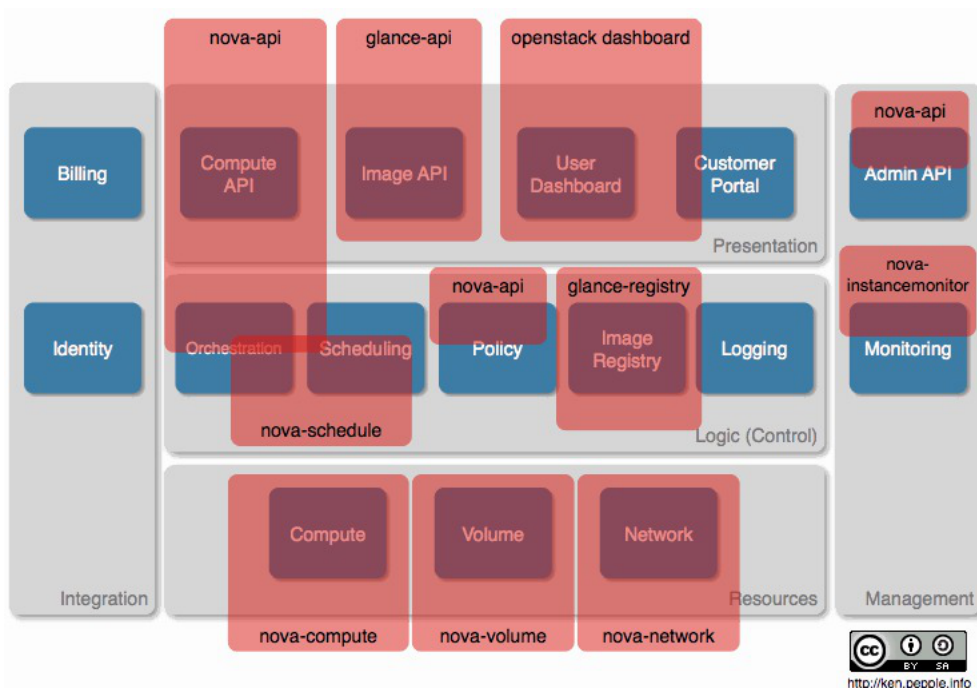 nova-api
glance-api
openstack dashboard
nova-api
Billing
Compute
API
Image API
User
Dashboard
Customer
Portal
Admin API
Presentation
nova-api
glance-registry
nova-
instancemonitor
Identity
Orchestration
Scheduling
Policy
Image
Registry
Logging
Monitoring
nova-schedule
Logic (Control)
Compute
Volume
Network
Integration
Resources
Management
nova-compute
nova-volume
nova-network
cc
BY SA
http://ken.pepple.info